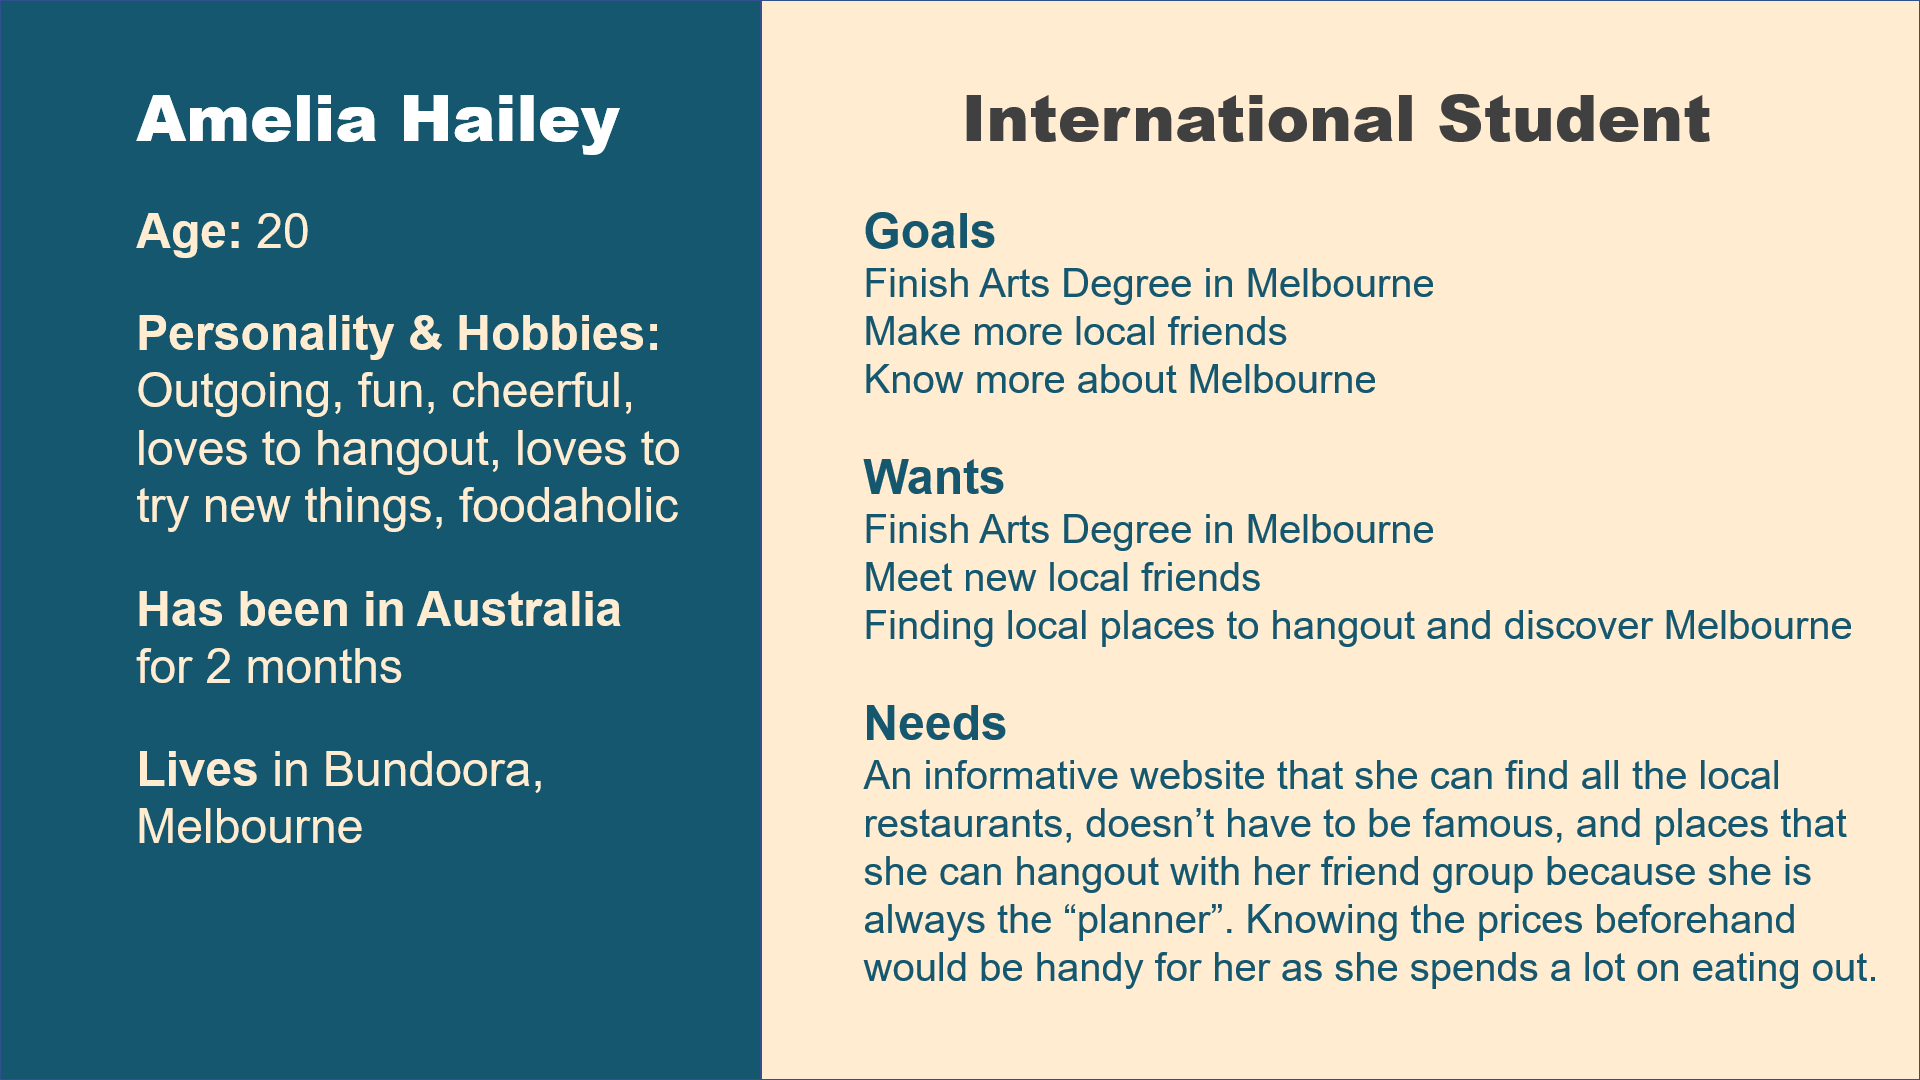 Amelia Hailey
Age: 20
Personality & Hobbies:
Outgoing, fun, cheerful,
loves to hangout, loves to
try new things, foodaholic
Has been in Australia
for 2 months
Lives in Bundoora,
Melbourne
International Student
Goals
Finish Arts Degree in Melbourne
Make more local friends
Know more about Melbourne
Wants
Finish Arts Degree in Melbourne
Meet new local friends
Finding local places to hangout and discover Melbourne
Needs
An informative website that she can find all the local
restaurants, doesn’t have to be famous, and places that
she can hangout with her friend group because she is
always the “planner”. Knowing the prices beforehand
would be handy for her as she spends a lot on eating out.